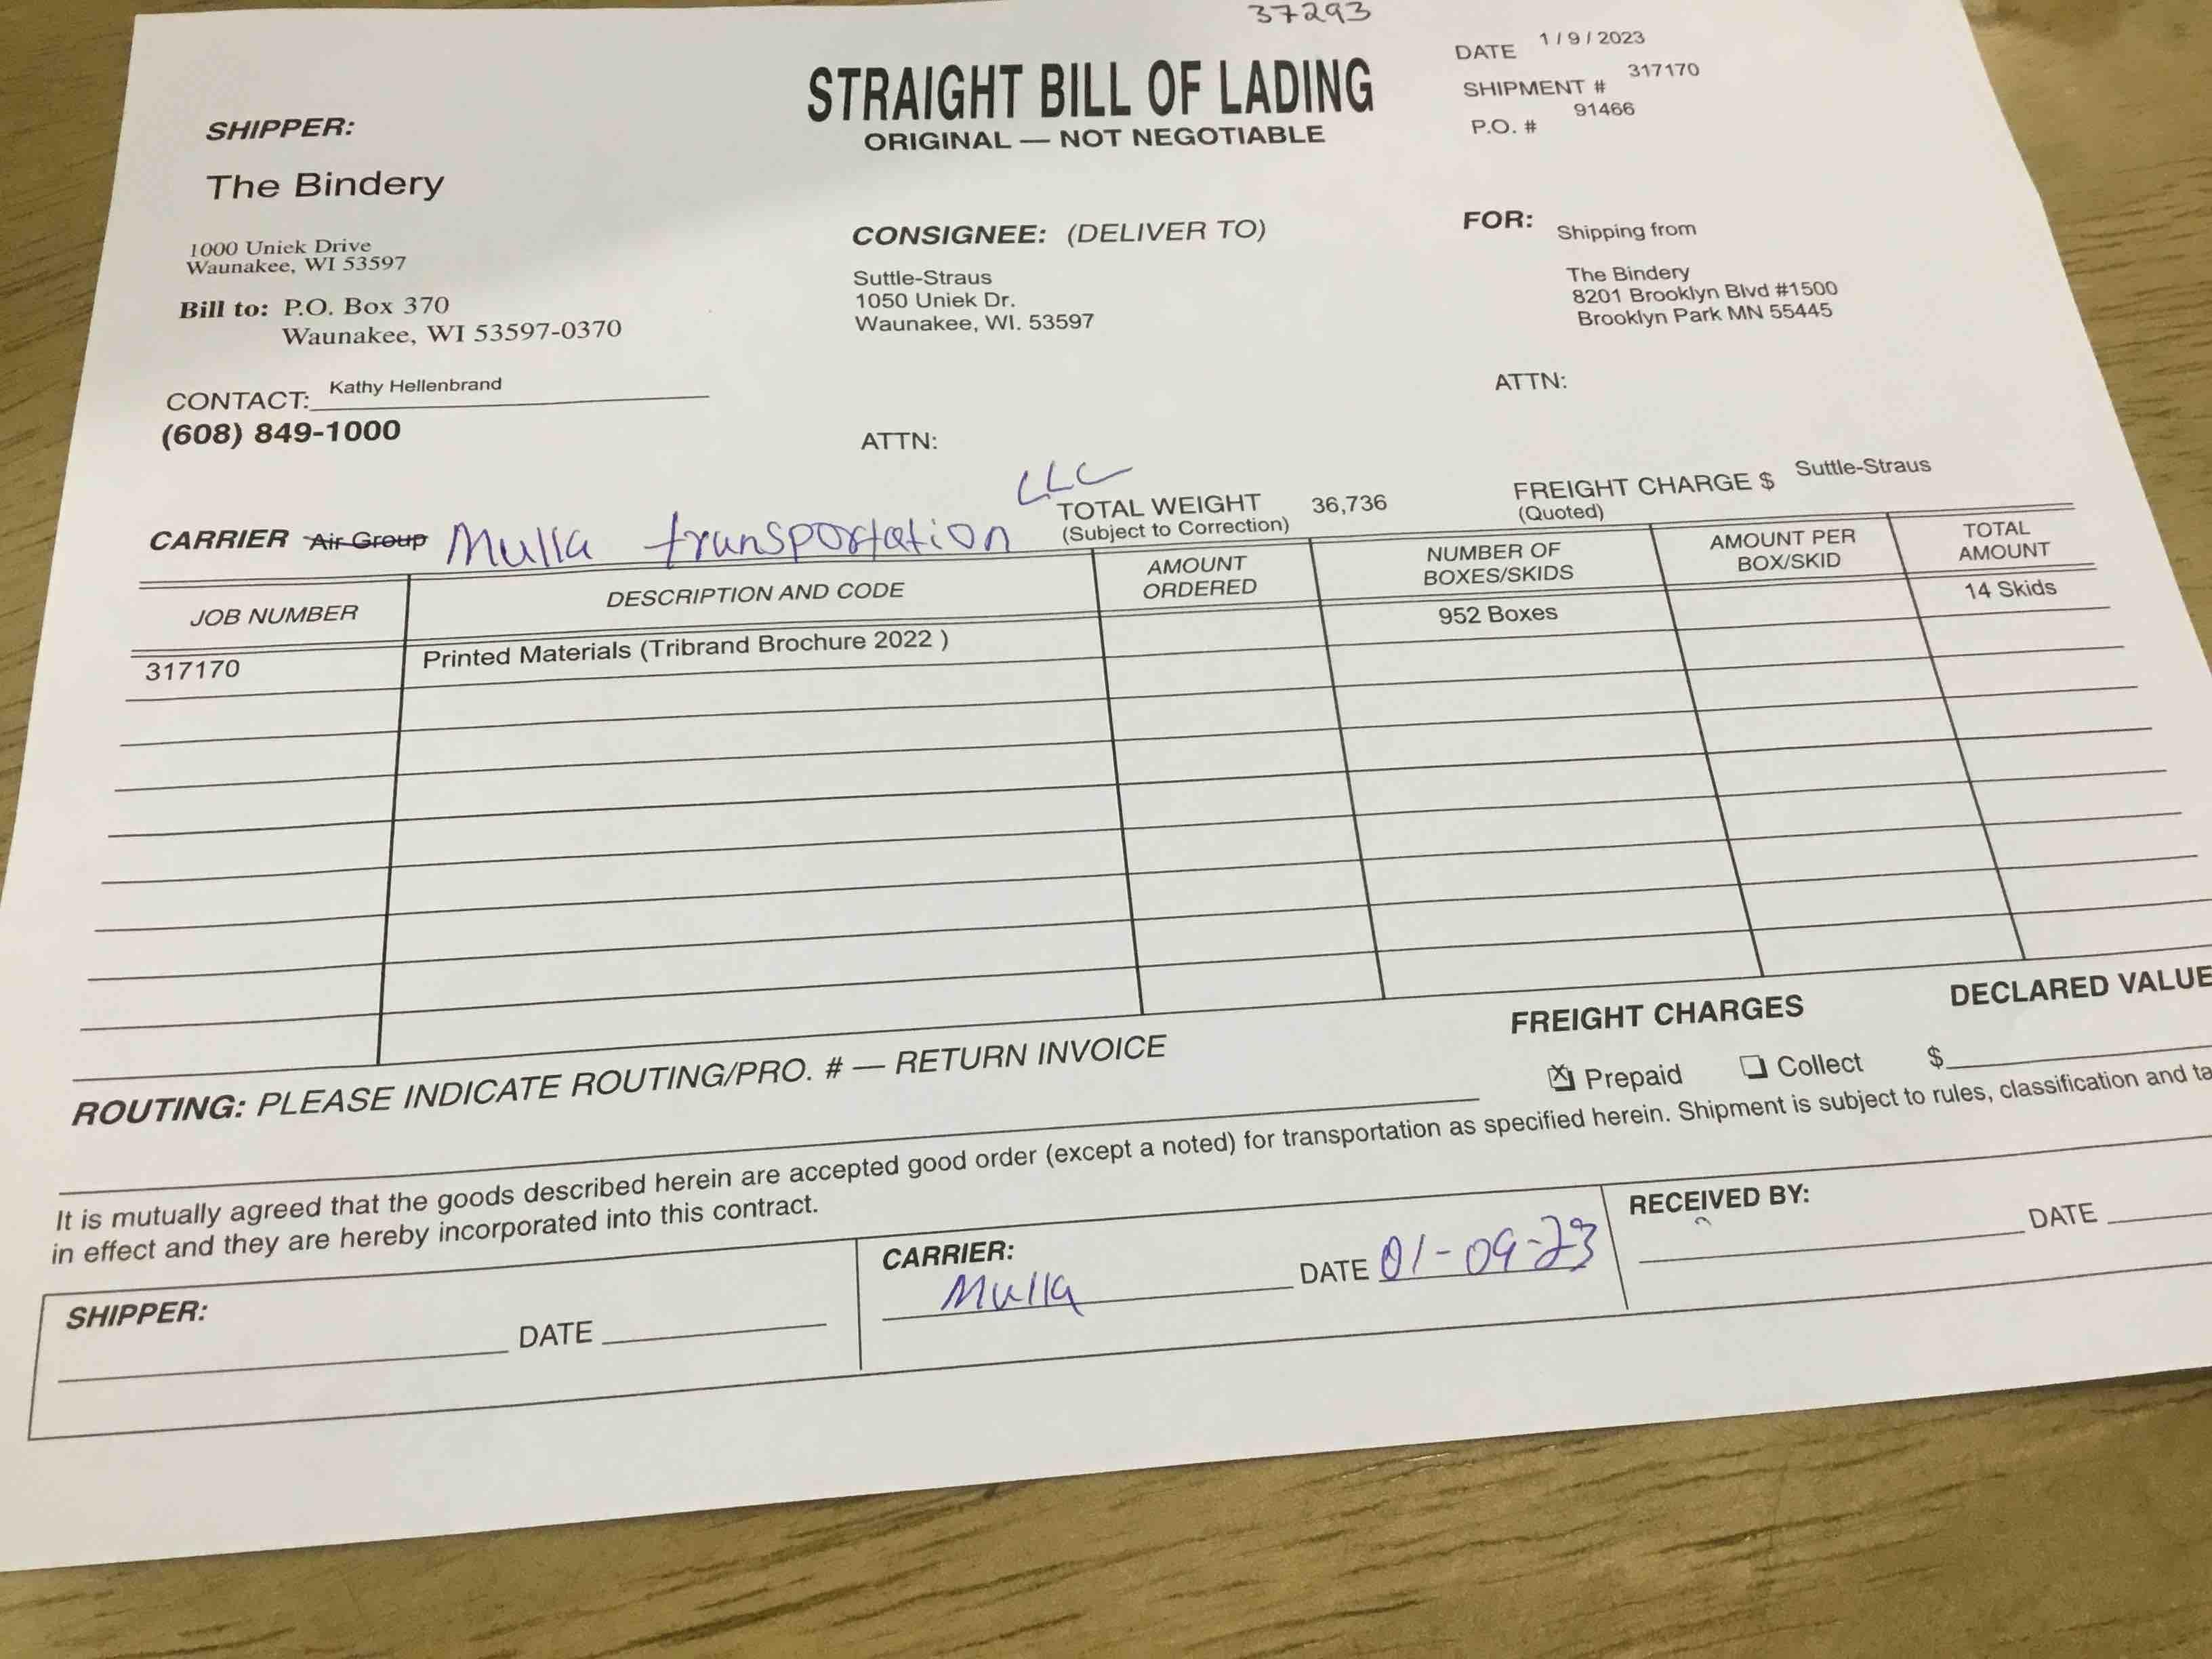 37293
STRAIGHT BILL OF LADING
ORIGINAL — NOT NEGOTIABLE
DATE 1 / 9 / 2023
SHIPMENT # 317170
P.O. # 91466
SHIPPER:
The Bindery
1000 Uniek Drive
Waunakee, WI 53597
Bill to: P.O. Box 370
Waunakee, WI 53597-0370
CONTACT: Kathy Hellenbrand
(608) 849-1000
CONSIGNEE: (DELIVER TO)
Suttle-Straus
1050 Uniek Dr.
Waunakee, WI. 53597
ATTN:
FOR: Shipping from
The Bindery
8201 Brooklyn Blvd #1500
Brooklyn Park MN 55445
ATTN:
CARRIER Air Group Mulla transportation LLC
TOTAL WEIGHT 36,736
(Subject to Correction)
FREIGHT CHARGE $ Suttle-Straus
(Quoted)
JOB NUMBER DESCRIPTION AND CODE AMOUNT ORDERED NUMBER OF BOXES/SKIDS AMOUNT PER BOX/SKID TOTAL AMOUNT
317170 Printed Materials (Tribrand Brochure 2022 ) 952 Boxes 14 Skids
ROUTING: PLEASE INDICATE ROUTING/PRO. # — RETURN INVOICE
FREIGHT CHARGES
☒ Prepaid ☐ Collect
DECLARED VALUE
$
It is mutually agreed that the goods described herein are accepted good order (except a noted) for transportation as specified herein. Shipment is subject to rules, classification and ta
in effect and they are hereby incorporated into this contract.
SHIPPER:
DATE
CARRIER:
Mulla
DATE 01-09-23
RECEIVED BY:
DATE